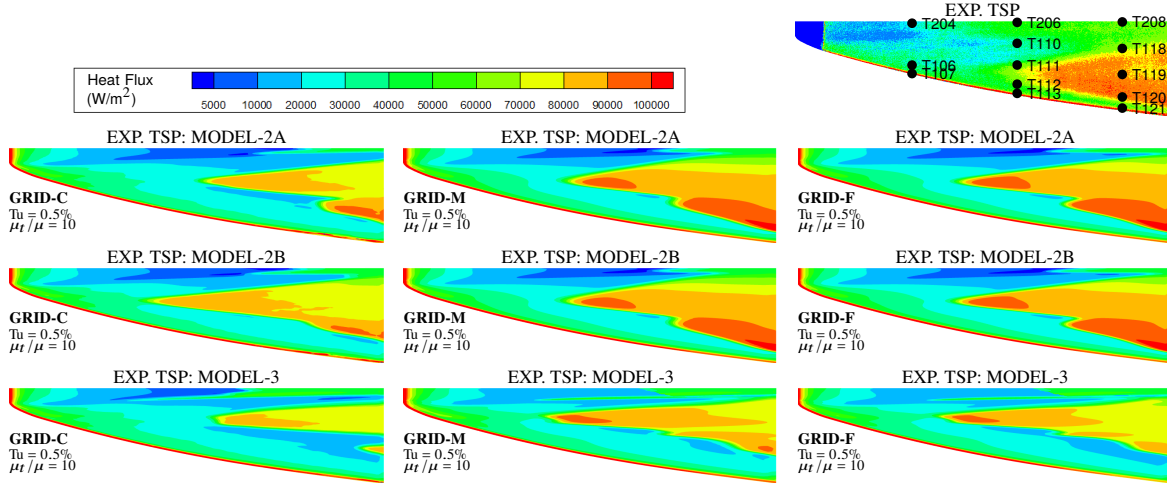 EXP. TSP
T204
T206
T208
T110
T118
T106
T111
T107
T119
T112
T113
T120
T121
Heat Flux
(W/m²)
5000 10000 20000 30000 40000 50000 60000 70000 80000 90000 100000
EXP. TSP: MODEL-2A
GRID-C
Tu = 0.5%
μt/μ = 10
EXP. TSP: MODEL-2A
GRID-M
Tu = 0.5%
μt/μ = 10
EXP. TSP: MODEL-2A
GRID-F
Tu = 0.5%
μt/μ = 10
EXP. TSP: MODEL-2B
GRID-C
Tu = 0.5%
μt/μ = 10
EXP. TSP: MODEL-2B
GRID-M
Tu = 0.5%
μt/μ = 10
EXP. TSP: MODEL-2B
GRID-F
Tu = 0.5%
μt/μ = 10
EXP. TSP: MODEL-3
GRID-C
Tu = 0.5%
μt/μ = 10
EXP. TSP: MODEL-3
GRID-M
Tu = 0.5%
μt/μ = 10
EXP. TSP: MODEL-3
GRID-F
Tu = 0.5%
μt/μ = 10